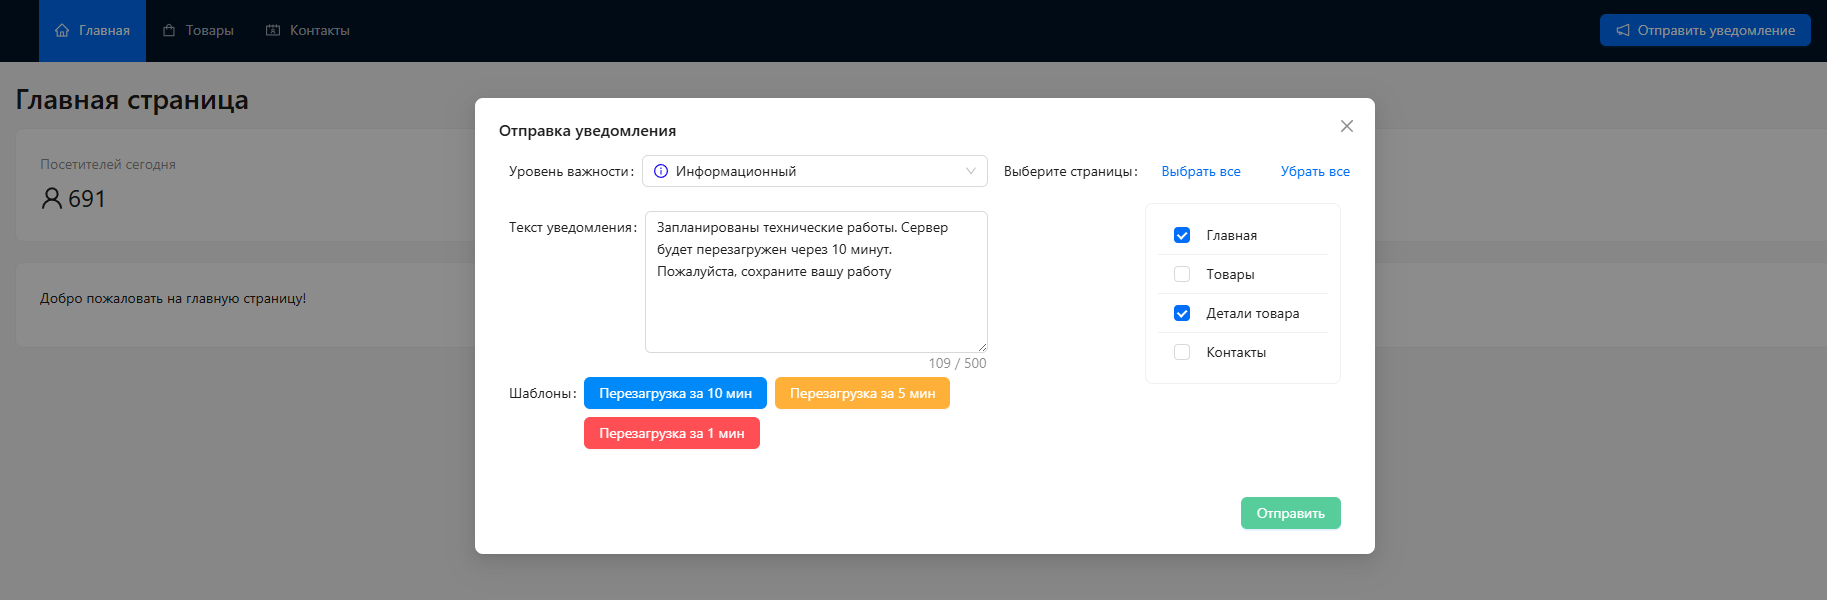 Главная
Товары
Контакты
Отправить уведомление
Главная страница
Посетителей сегодня
691
Добро пожаловать на главную страницу!
Отправка уведомления
Уровень важности:
Информационный
Текст уведомления:
Запланированы технические работы. Сервер
будет перезагружен через 10 минут.
Пожалуйста, сохраните вашу работу
109 / 500
Шаблоны:
Перезагрузка за 10 мин
Перезагрузка за 5 мин
Перезагрузка за 1 мин
Выберите страницы:
Выбрать все
Убрать все
Главная
Товары
Детали товара
Контакты
Отправить